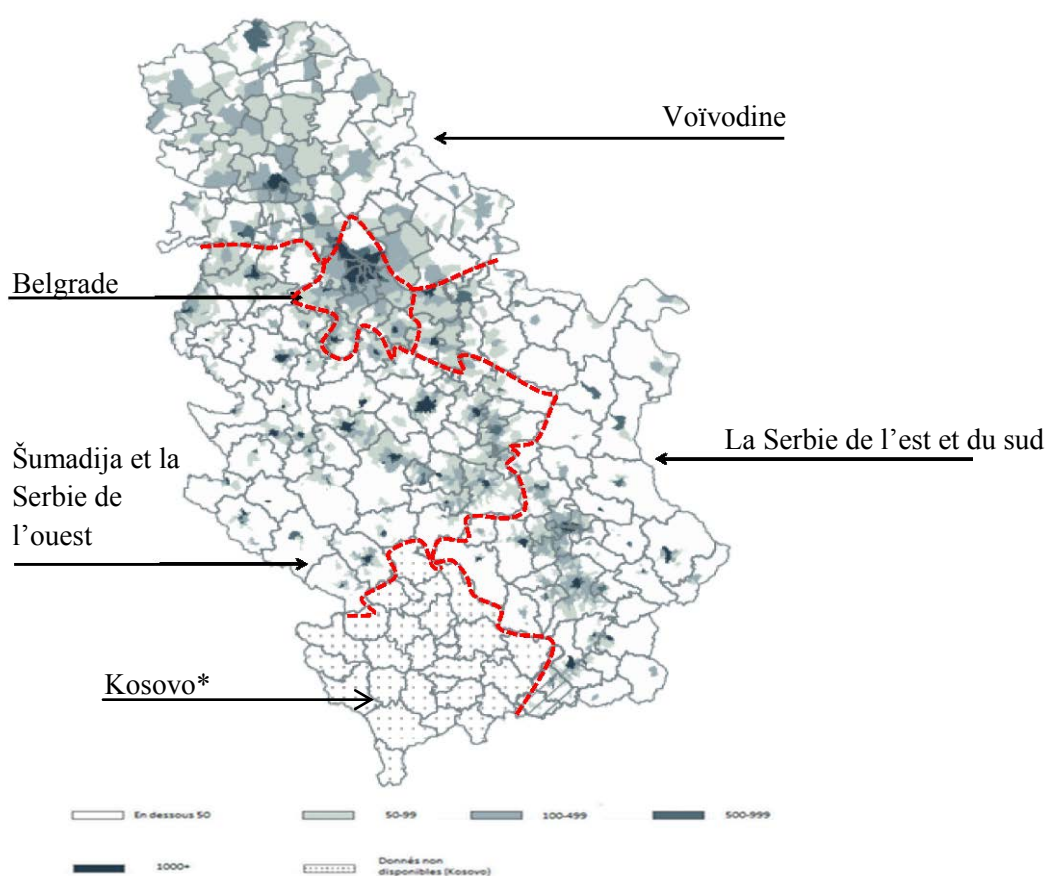 Voïvodine
Belgrade
La Serbie de l’est et du sud
Šumadija et la
Serbie de
l’ouest
Kosovo*
En dessous 50
50-99
100-499
500-999
1000+
Donnés non
disponibles (Kosovo)